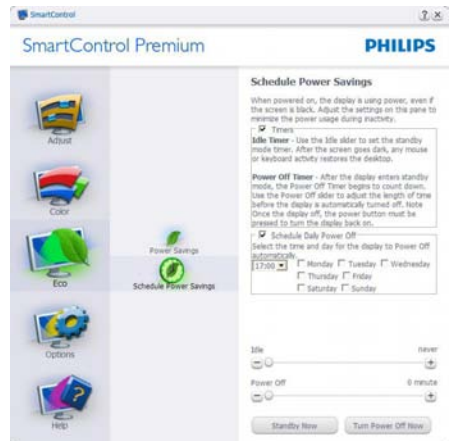 SmartControl
SmartControl Premium
PHILIPS
Adjust
Color
Eco
Options
Help
Power Savings
Schedule Power Savings
Schedule Power Savings
When powered on, the display is using power, even if
the screen is black. Adjust the settings on this pane to
minimize the power usage during inactivity.
Timers
Idle Timer - Use the Idle slider to set the standby
mode timer. After the screen goes dark, any mouse
or keyboard activity restores the desktop.
Power Off Timer - After the display enters standby
mode, the Power Off Timer begins to count down.
Use the Power Off slider to adjust the length of time
before the display is automatically turned off. Note
Once the display off, the power button must be
pressed to turn the display back on.
Schedule Daily Power Off
Select the time and day for the display to Power Off
automatically.
17:00 Monday Tuesday Wednesday
Thursday Friday
Saturday Sunday
Idle never
Power Off 0 minute
Standby Now Turn Power Off Now